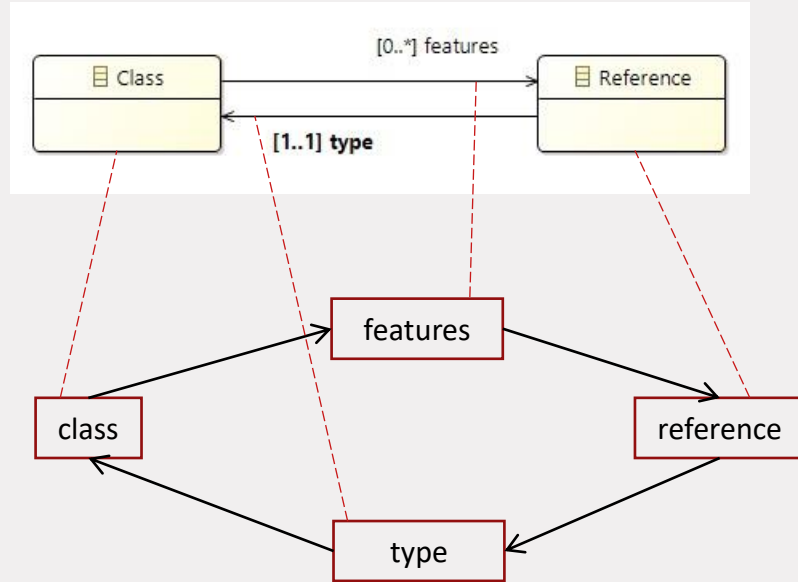 [0..*] features
Class
Reference
[1..1] type
features
class
reference
type